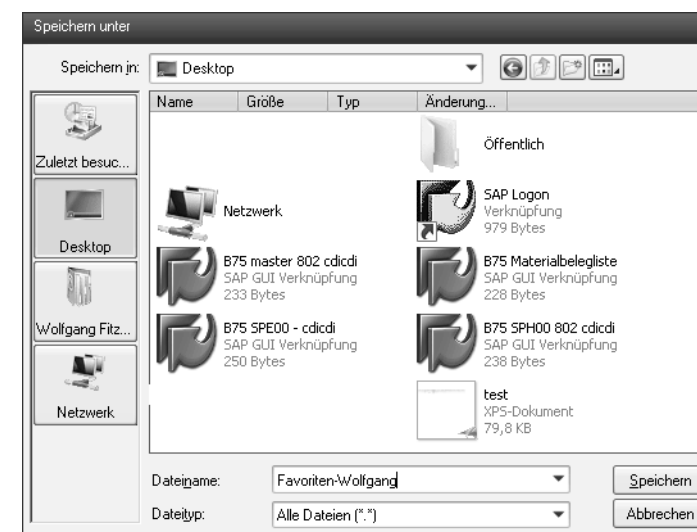 Speichern unter
Speichern in: Desktop
Name Größe Typ Änderung...
Zuletzt besuc...
Desktop
Wolfgang Fitz...
Netzwerk
Öffentlich
Netzwerk
SAP Logon
Verknüpfung
979 Bytes
B75 master 802 cdicdi
SAP GUI Verknüpfung
233 Bytes
B75 Materialbelegliste
SAP GUI Verknüpfung
228 Bytes
B75 SPE00 - cdicdi
SAP GUI Verknüpfung
250 Bytes
B75 SPH00 802 cdicdi
SAP GUI Verknüpfung
238 Bytes
test
XPS-Dokument
79,8 KB
Dateiname: Favoriten-Wolfgang Speichern
Dateityp: Alle Dateien (*.*) Abbrechen